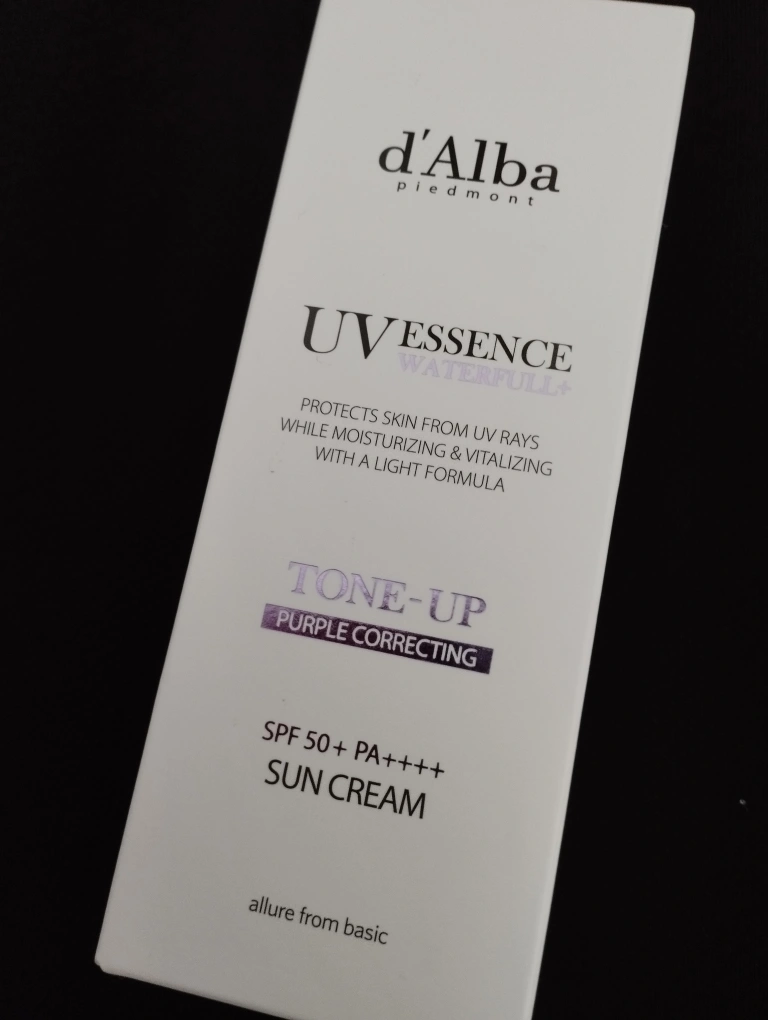 d'Alba
piedmont
UV ESSENCE
WATERFULL+
PROTECTS SKIN FROM UV RAYS
WHILE MOISTURIZING & VITALIZING
WITH A LIGHT FORMULA
TONE-UP
PURPLE CORRECTING
SPF 50+ PA++++
SUN CREAM
allure from basic